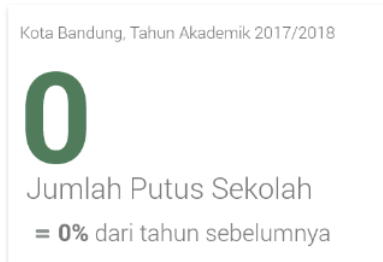 Kota Bandung, Tahun Akademik 2017/2018
0
Jumlah Putus Sekolah
= 0% dari tahun sebelumnya